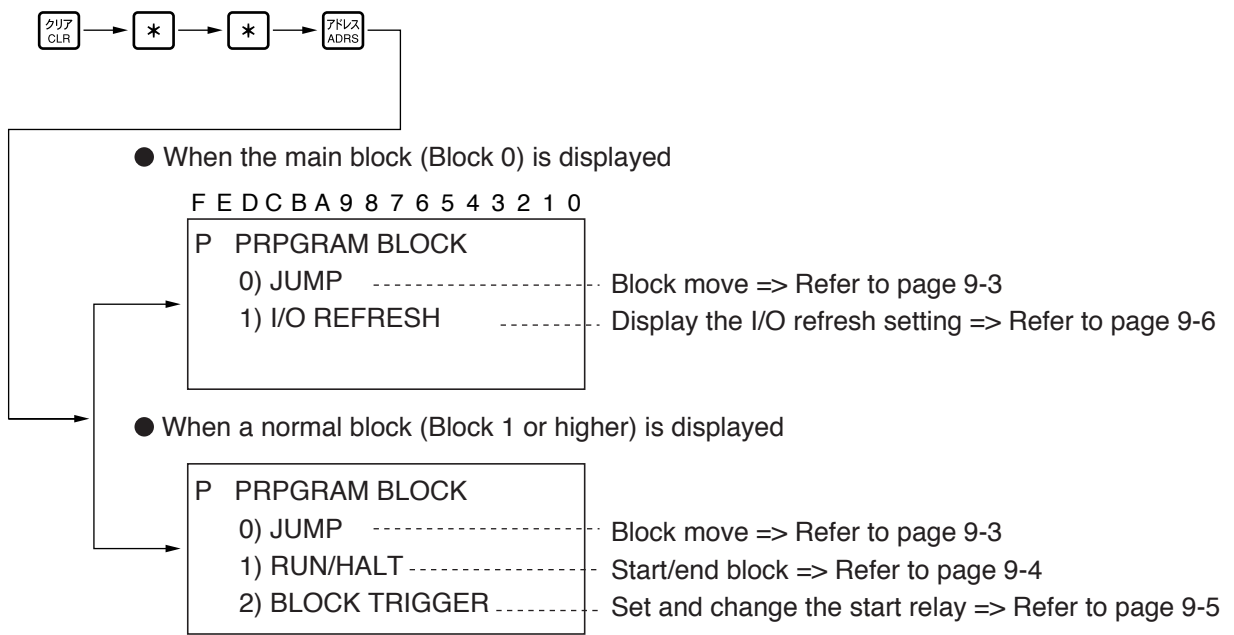 クリア CLR * * アドレス ADRS
● When the main block (Block 0) is displayed
F E D C B A 9 8 7 6 5 4 3 2 1 0
P PRPGRAM BLOCK
0) JUMP Block move => Refer to page 9-3
1) I/O REFRESH Display the I/O refresh setting => Refer to page 9-6
● When a normal block (Block 1 or higher) is displayed
P PRPGRAM BLOCK
0) JUMP Block move => Refer to page 9-3
1) RUN/HALT Start/end block => Refer to page 9-4
2) BLOCK TRIGGER Set and change the start relay => Refer to page 9-5